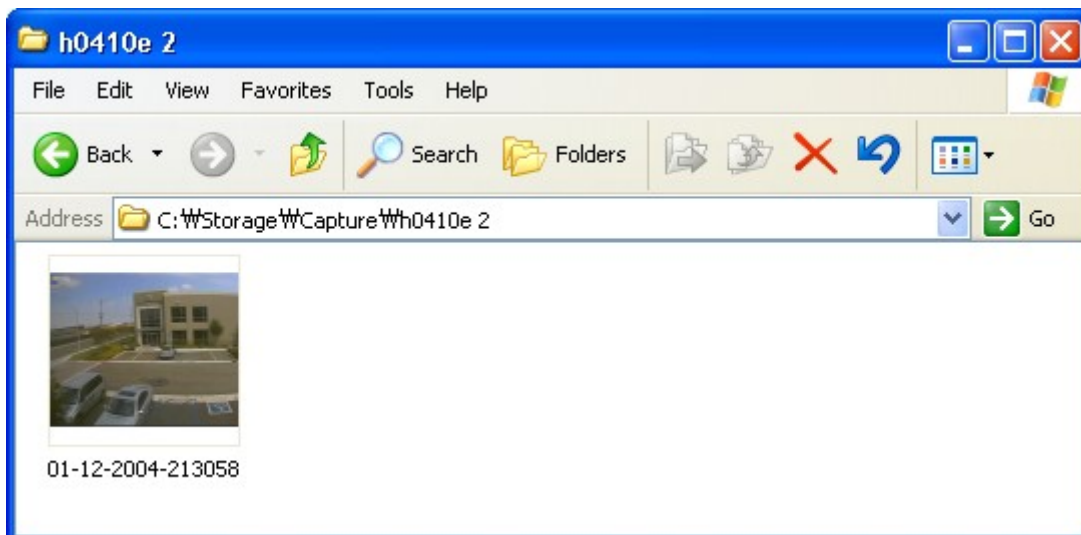 h0410e 2
File Edit View Favorites Tools Help
Back Search Folders
Address C:₩Storage₩Capture₩h0410e 2 Go
01-12-2004-213058